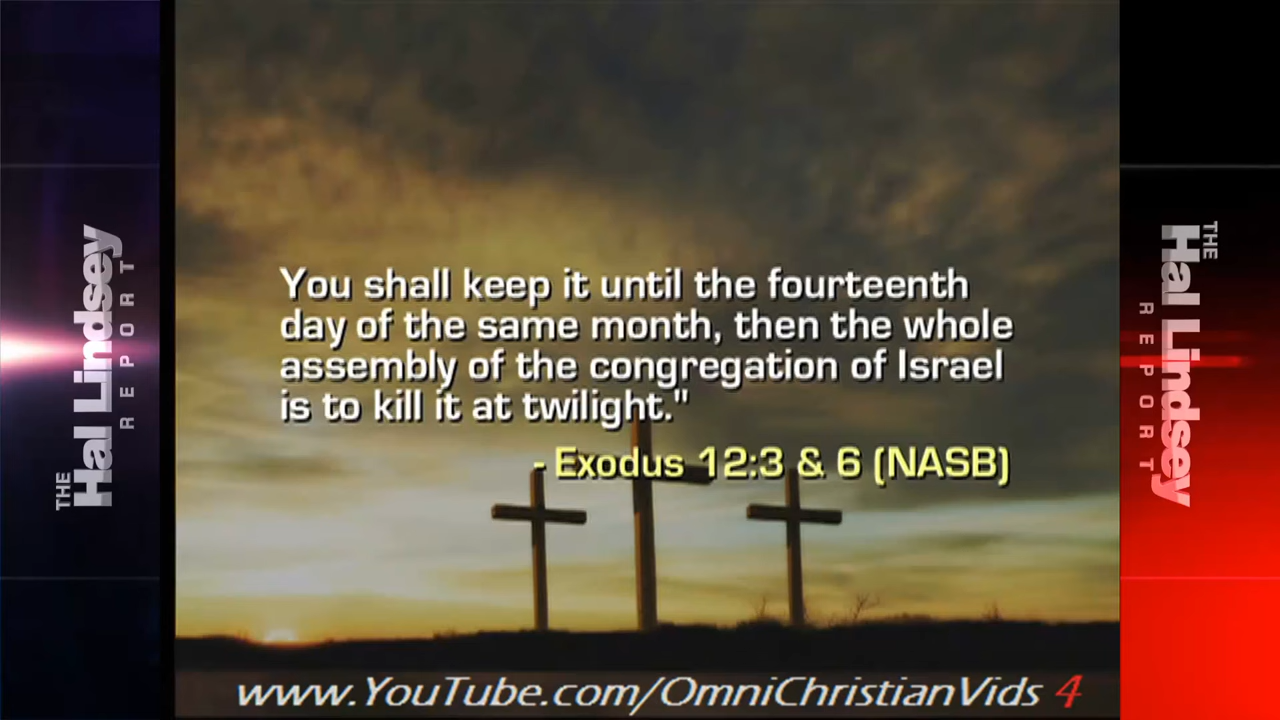 THE
Hal Lindsey
REPORT
You shall keep it until the fourteenth
day of the same month, then the whole
assembly of the congregation of Israel
is to kill it at twilight."
- Exodus 12:3 & 6 (NASB)
www.YouTube.com/OmniChristianVids 4
THE
Hal Lindsey
REPORT